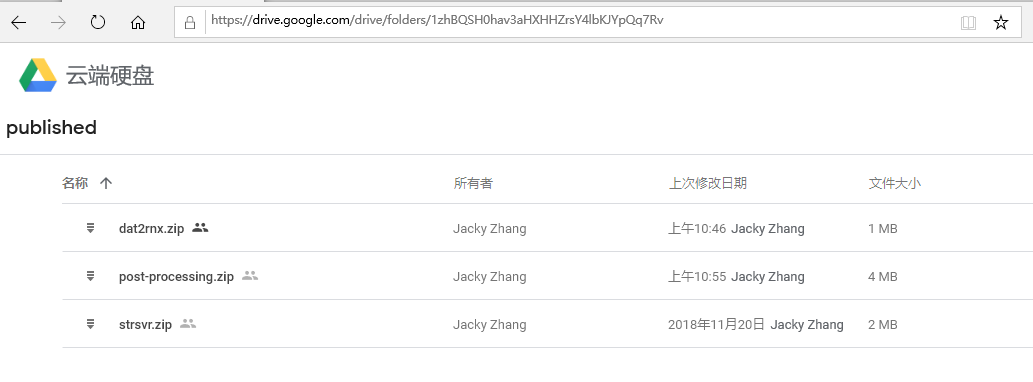 https://drive.google.com/drive/folders/1zhBQSH0hav3aHXHHZrsY4lbKJYpQq7Rv
云端硬盘
published
名称 所有者 上次修改日期 文件大小
dat2rnx.zip Jacky Zhang 上午10:46 Jacky Zhang 1 MB
post-processing.zip Jacky Zhang 上午10:55 Jacky Zhang 4 MB
strsvr.zip Jacky Zhang 2018年11月20日 Jacky Zhang 2 MB